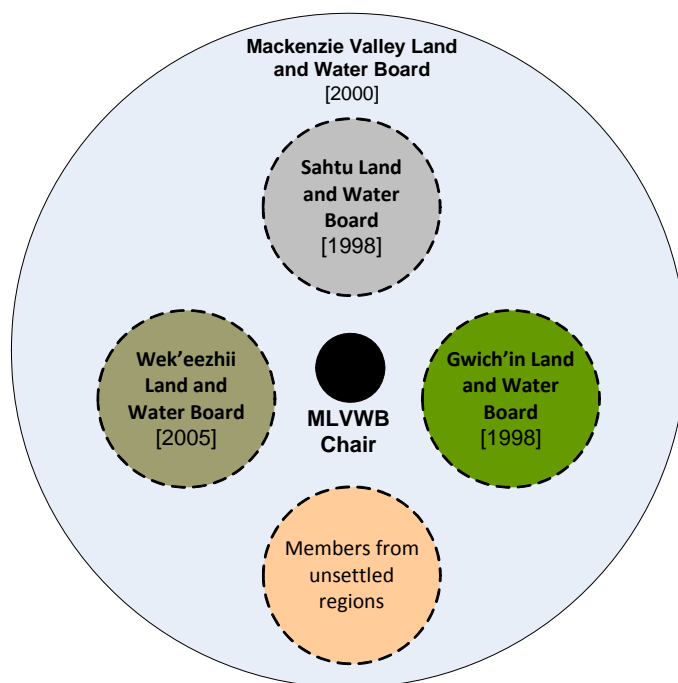 Mackenzie Valley Land
and Water Board
[2000]
Sahtu Land
and Water
Board
[1998]
Wek'eezhii
Land and
Water Board
[2005]
MLVWB
Chair
Gwich'in Land
and Water
Board
[1998]
Members from
unsettled
regions